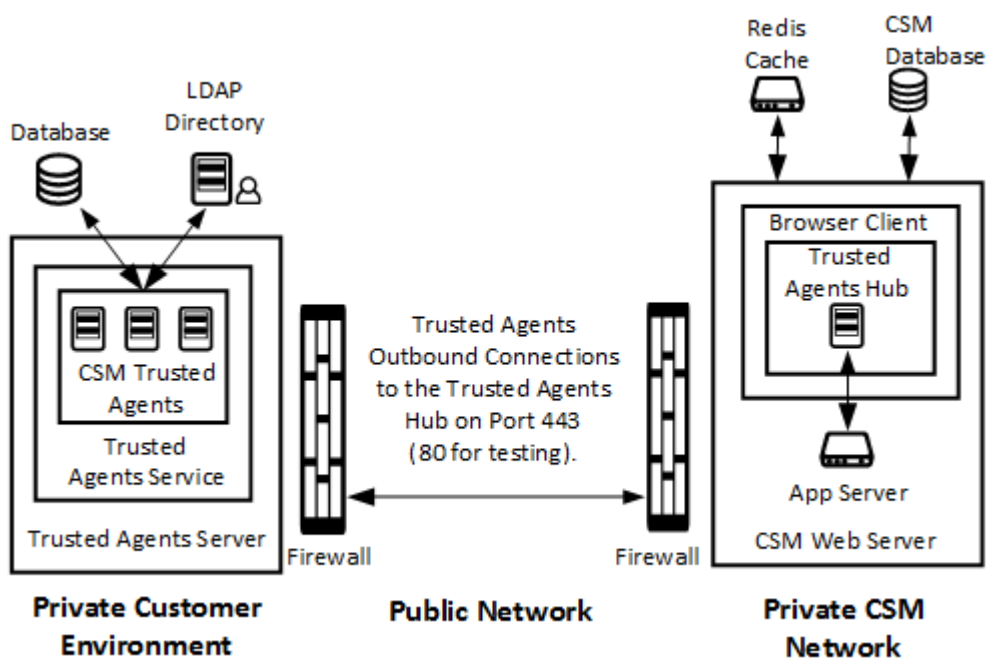 Database
LDAP
Directory
CSM Trusted
Agents
Trusted
Agents Service
Trusted Agents Server
Firewall
Private Customer
Environment
Trusted Agents
Outbound Connections
to the Trusted Agents
Hub on Port 443
(80 for testing).
Public Network
Redis
Cache
CSM
Database
Browser Client
Trusted
Agents Hub
App Server
CSM Web Server
Firewall
Private CSM
Network